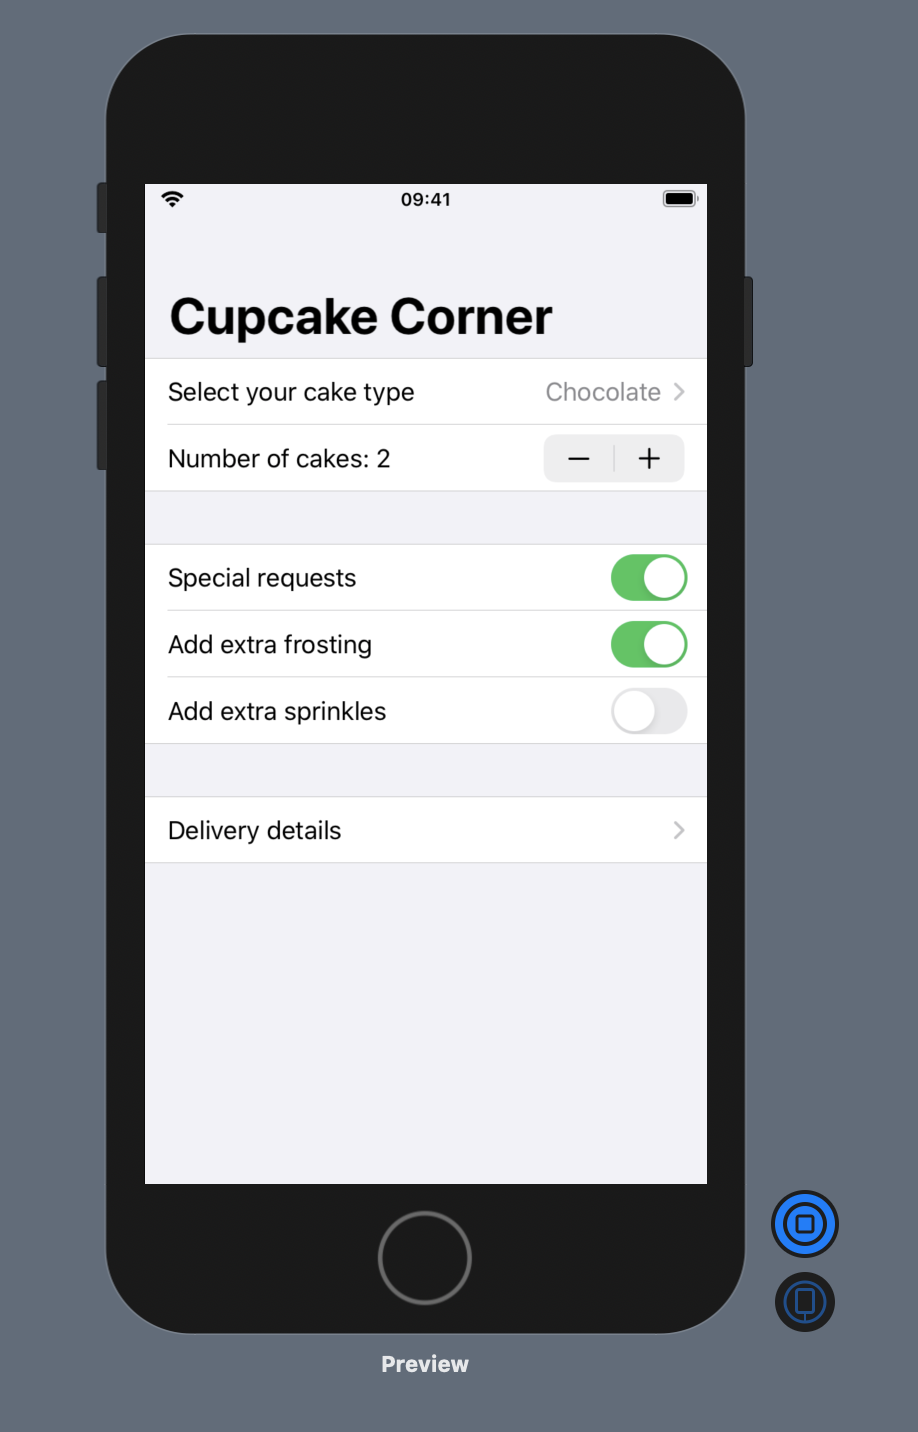 09:41
Cupcake Corner
Select your cake type Chocolate
Number of cakes: 2
Special requests
Add extra frosting
Add extra sprinkles
Delivery details
Preview